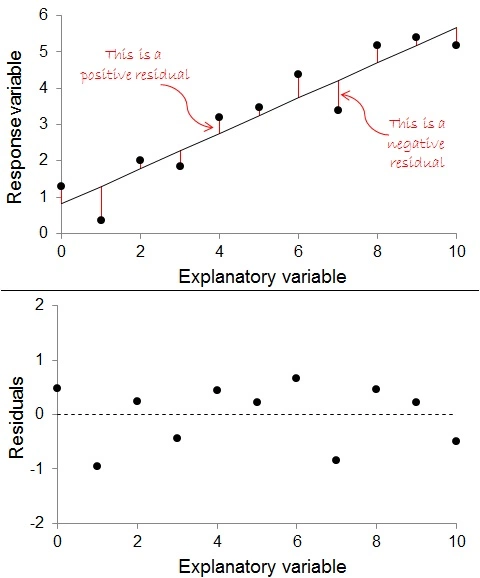 6
5
4
3
2
1
0
Response variable
This is a
positive residual
This is a
negative
residual
0 2 4 6 8 10
Explanatory variable
2
1
0
-1
-2
Residuals
0 2 4 6 8 10
Explanatory variable